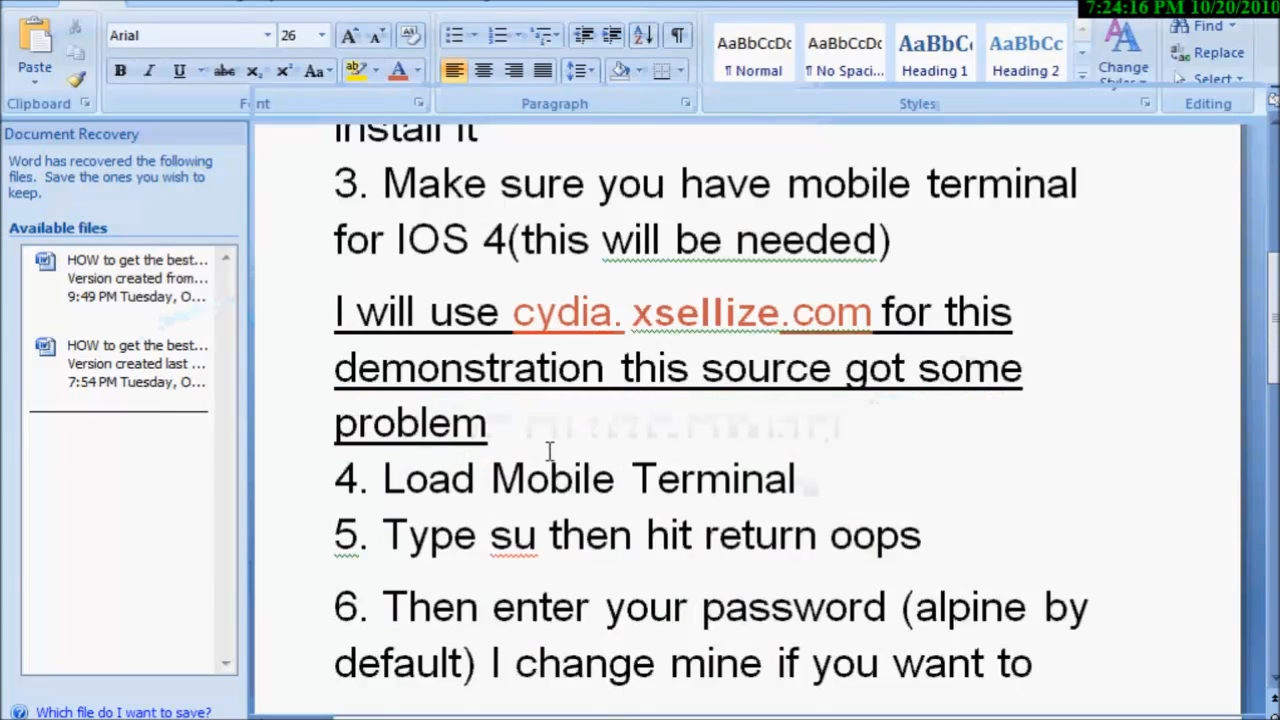 7:24:16 PM 10/20/2010
Arial
26
Find
Replace
Select
Paste
AaBbCcDc
AaBbCcDc
AaBbCc
AaBbCc
¶ Normal
¶ No Spaci...
Heading 1
Heading 2
Change
Clipboard
Font
Paragraph
Styles
Editing
Document Recovery
Word has recovered the following
files. Save the ones you wish to
keep.
Available files
HOW to get the best...
Version created from...
9:49 PM Tuesday, O...
HOW to get the best...
Version created last ...
7:54 PM Tuesday, O...
Which file do I want to save?
install it
3. Make sure you have mobile terminal
for IOS 4(this will be needed)
I will use cydia. xsellize.com for this
demonstration this source got some
problem
4. Load Mobile Terminal
5. Type su then hit return oops
6. Then enter your password (alpine by
default) I change mine if you want to